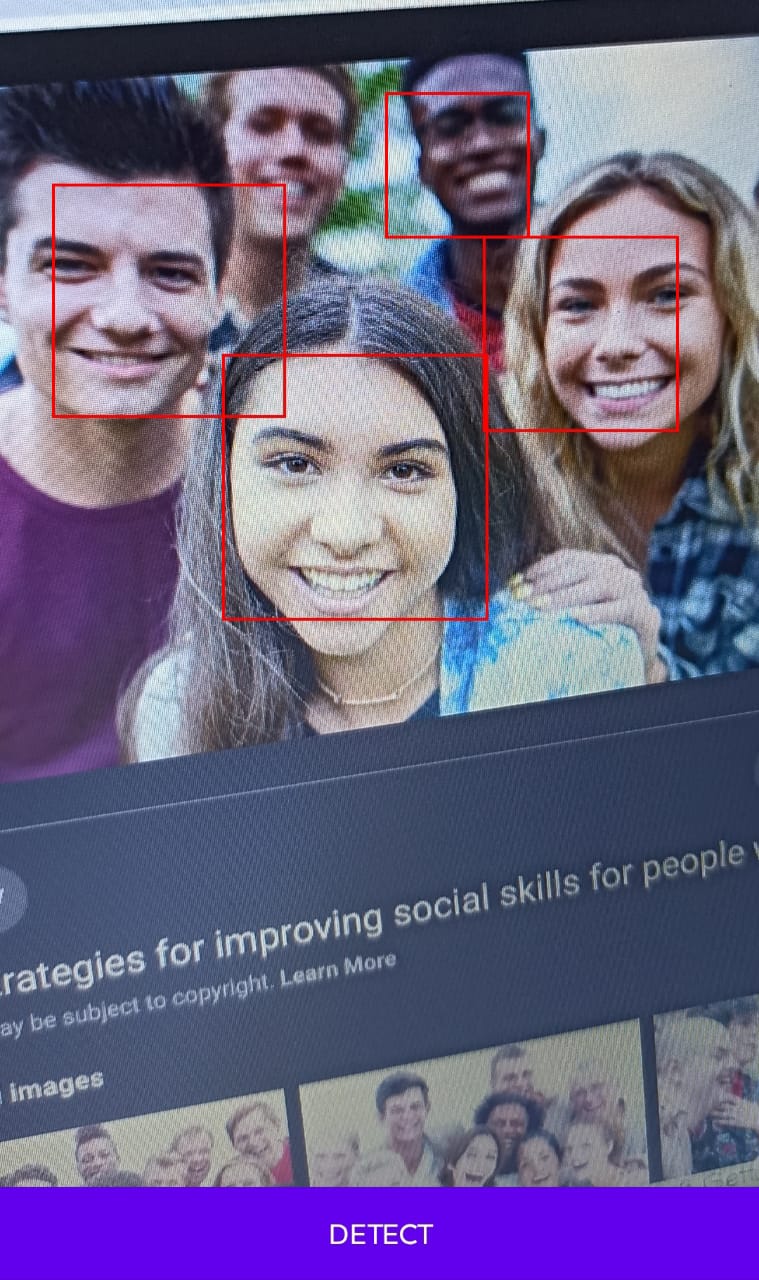 rategies for improving social skills for people
ay be subject to copyright. Learn More
images
DETECT